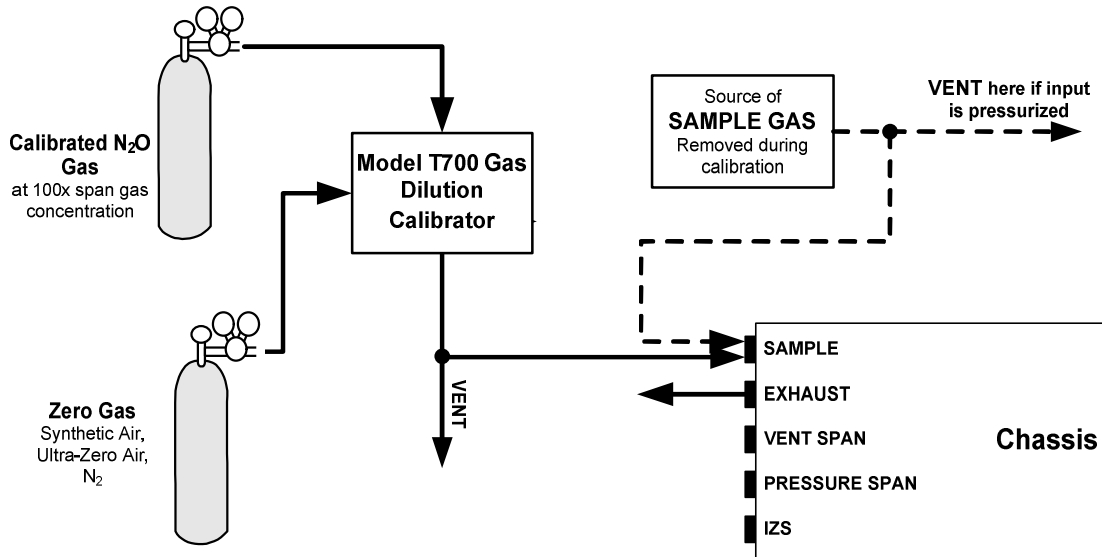 Calibrated N₂O
Gas
at 100x span gas
concentration
Model T700 Gas
Dilution
Calibrator
Source of
SAMPLE GAS
Removed during
calibration
VENT here if input
is pressurized
Zero Gas
Synthetic Air,
Ultra-Zero Air,
N₂
VENT
SAMPLE
EXHAUST
VENT SPAN
PRESSURE SPAN
IZS
Chassis